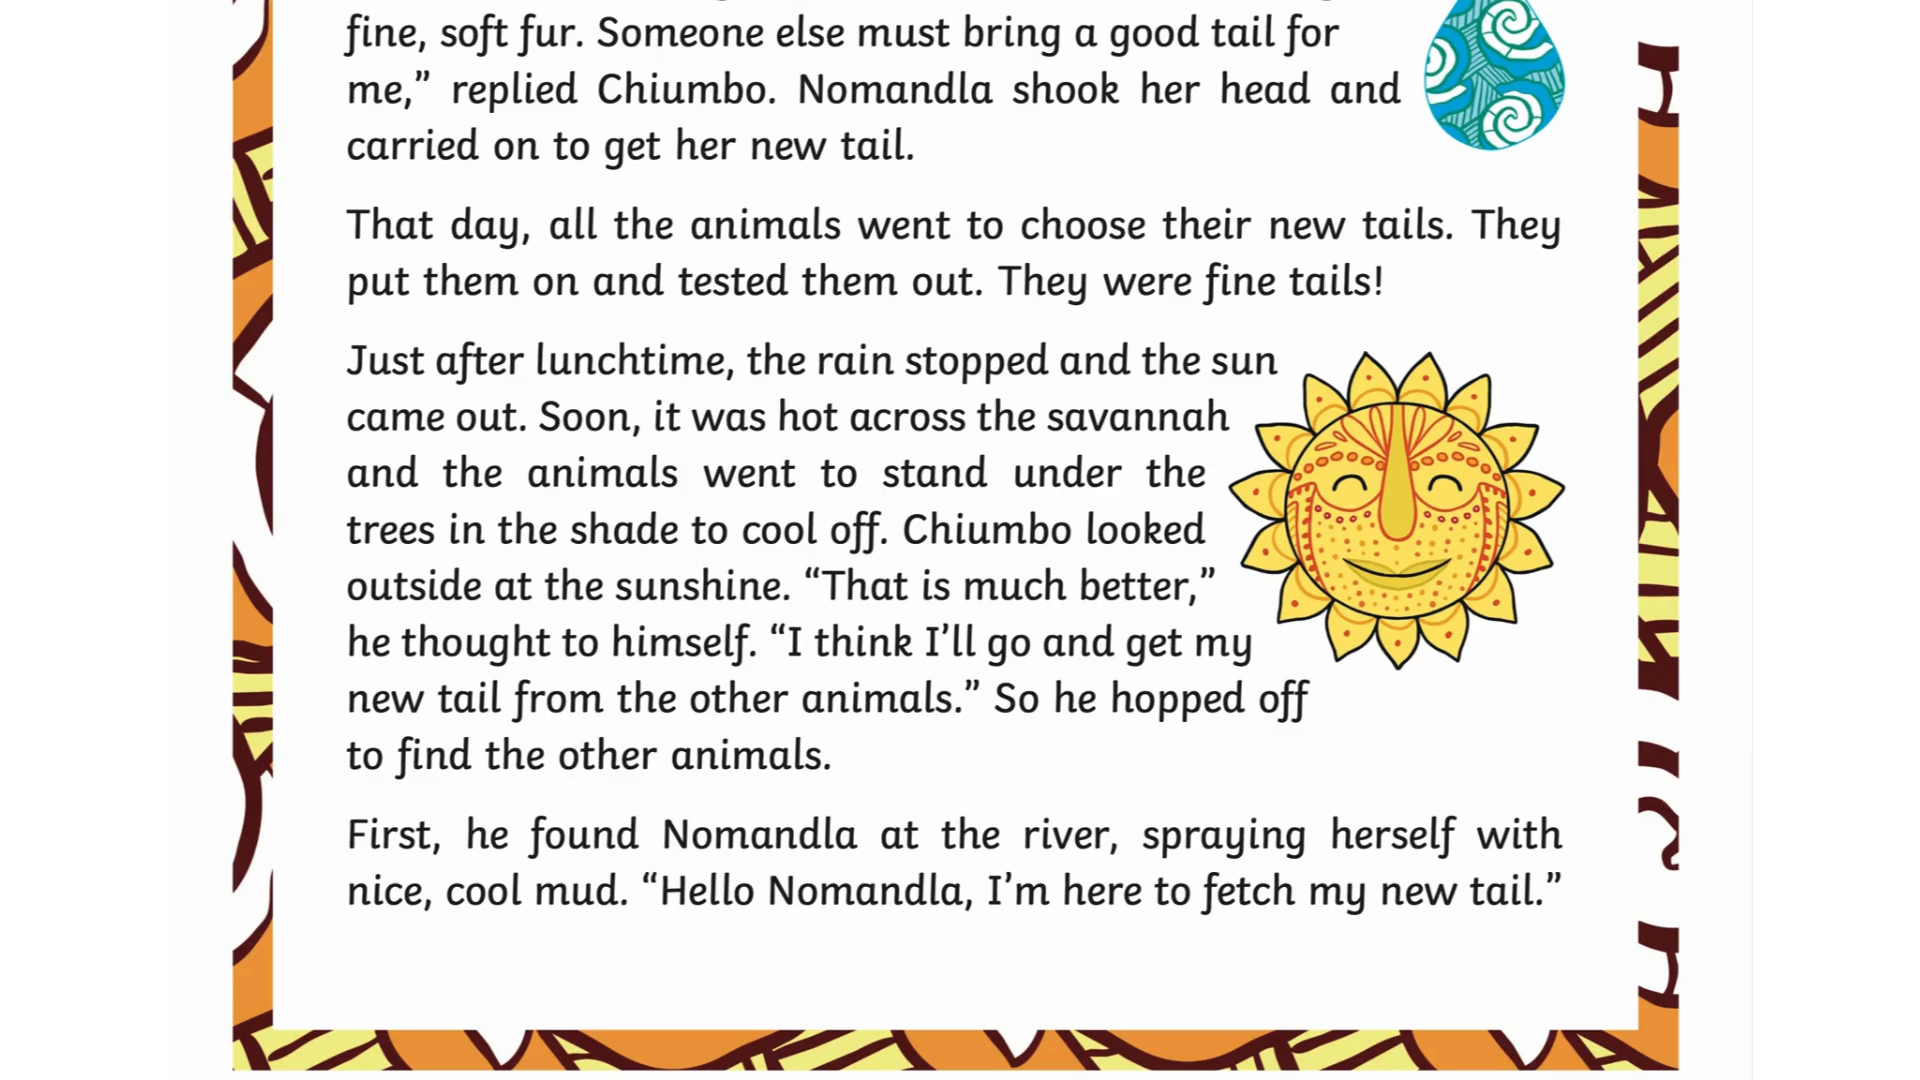 fine, soft fur. Someone else must bring a good tail for
me,” replied Chiumbo. Nomandla shook her head and
carried on to get her new tail.
That day, all the animals went to choose their new tails. They
put them on and tested them out. They were fine tails!
Just after lunchtime, the rain stopped and the sun
came out. Soon, it was hot across the savannah
and the animals went to stand under the
trees in the shade to cool off. Chiumbo looked
outside at the sunshine. “That is much better,”
he thought to himself. “I think I’ll go and get my
new tail from the other animals.” So he hopped off
to find the other animals.
First, he found Nomandla at the river, spraying herself with
nice, cool mud. “Hello Nomandla, I’m here to fetch my new tail.”